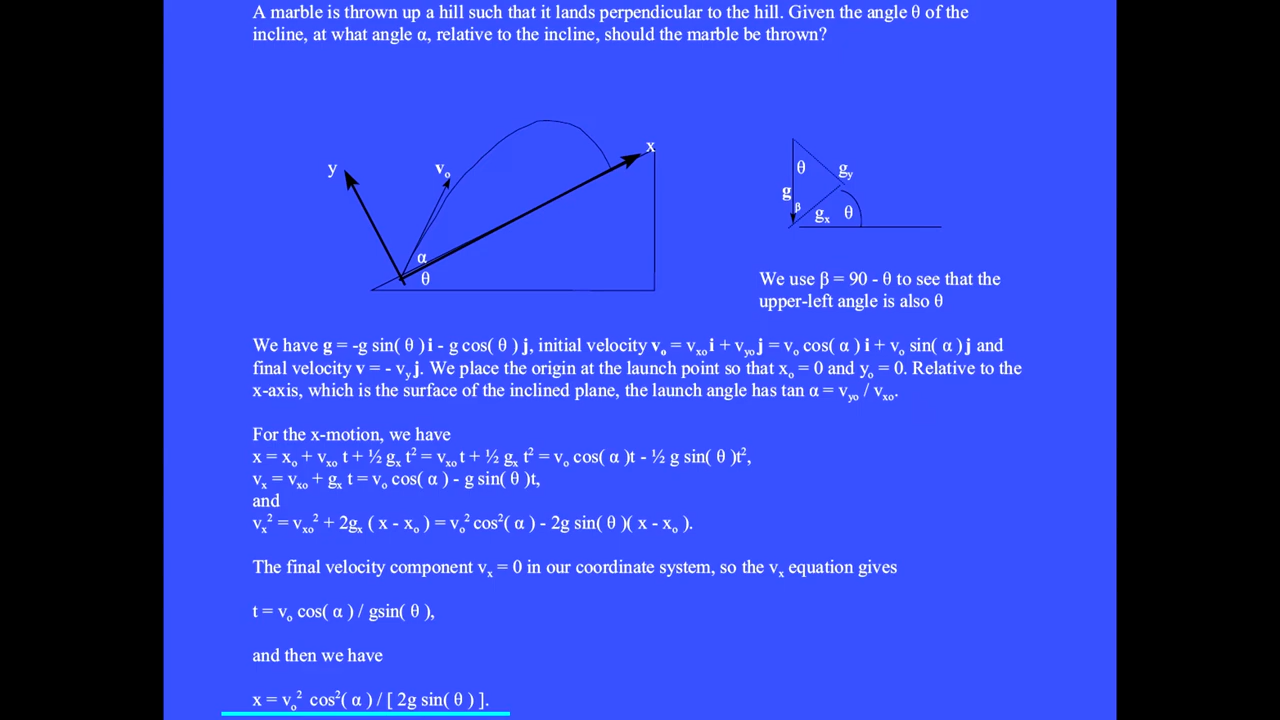 A marble is thrown up a hill such that it lands perpendicular to the hill. Given the angle θ of the
incline, at what angle α, relative to the incline, should the marble be thrown?
x
y
vₒ
θ
g_y
g
β
gₓ
θ
α
θ
We use β = 90 - θ to see that the
upper-left angle is also θ
We have g = -g sin( θ ) i - g cos( θ ) j, initial velocity vₒ = vₓₒ i + v_yo j = vₒ cos( α ) i + vₒ sin( α ) j and
final velocity v = - v_y j. We place the origin at the launch point so that xₒ = 0 and yₒ = 0. Relative to the
x-axis, which is the surface of the inclined plane, the launch angle has tan α = v_yo / vₓₒ.
For the x-motion, we have
x = xₒ + vₓₒ t + ½ gₓ t² = vₓₒ t + ½ gₓ t² = vₒ cos( α )t - ½ g sin( θ )t²,
vₓ = vₓₒ + gₓ t = vₒ cos( α ) - g sin( θ )t,
and
vₓ² = vₓₒ² + 2gₓ ( x - xₒ ) = vₒ² cos²( α ) - 2g sin( θ )( x - xₒ ).
The final velocity component vₓ = 0 in our coordinate system, so the vₓ equation gives
t = vₒ cos( α ) / gsin( θ ),
and then we have
x = vₒ² cos²( α ) / [ 2g sin( θ ) ].